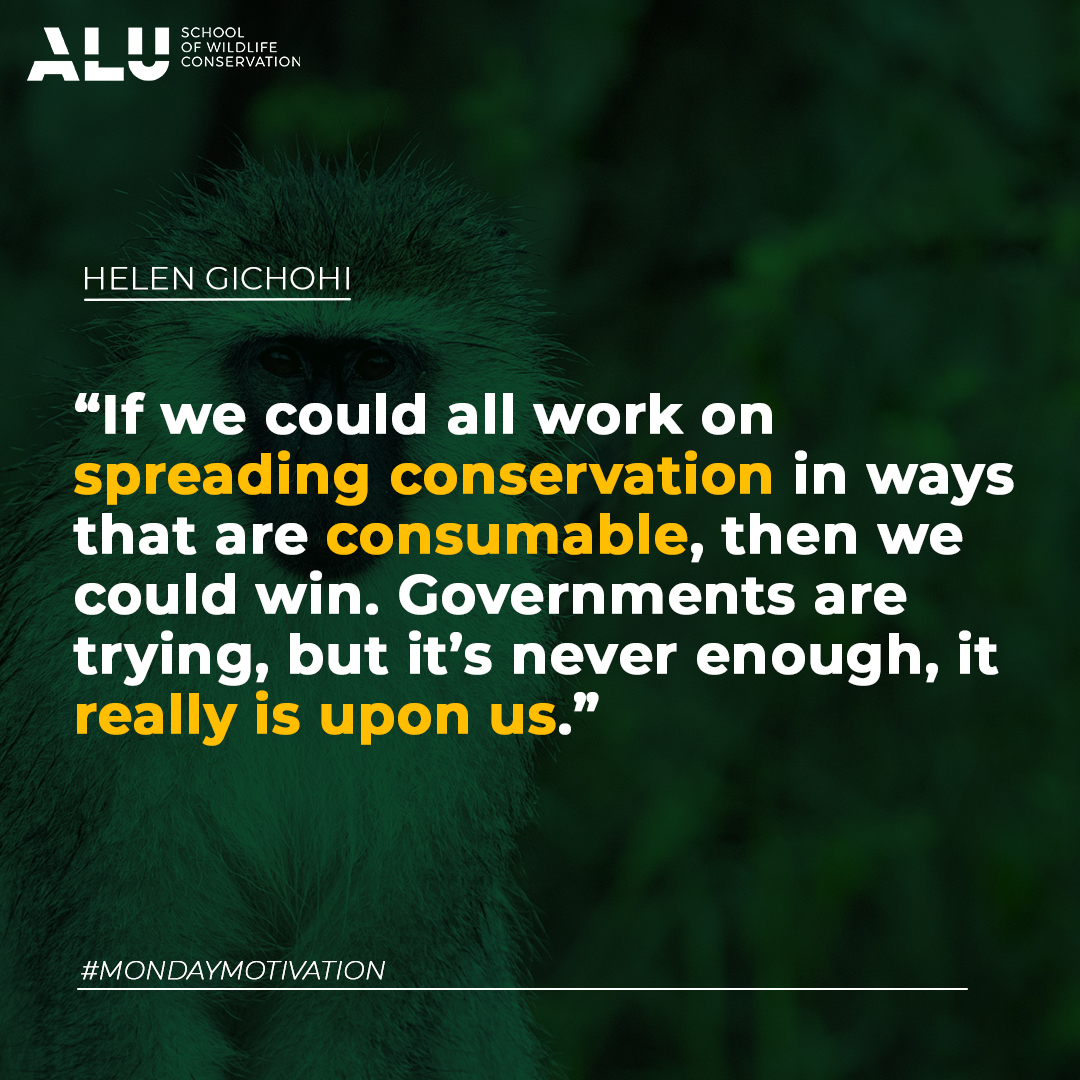 ALU
SCHOOL
OF WILDLIFE
CONSERVATION
HELEN GICHOHI
“If we could all work on
spreading conservation in ways
that are consumable, then we
could win. Governments are
trying, but it’s never enough, it
really is upon us.”
#MONDAYMOTIVATION